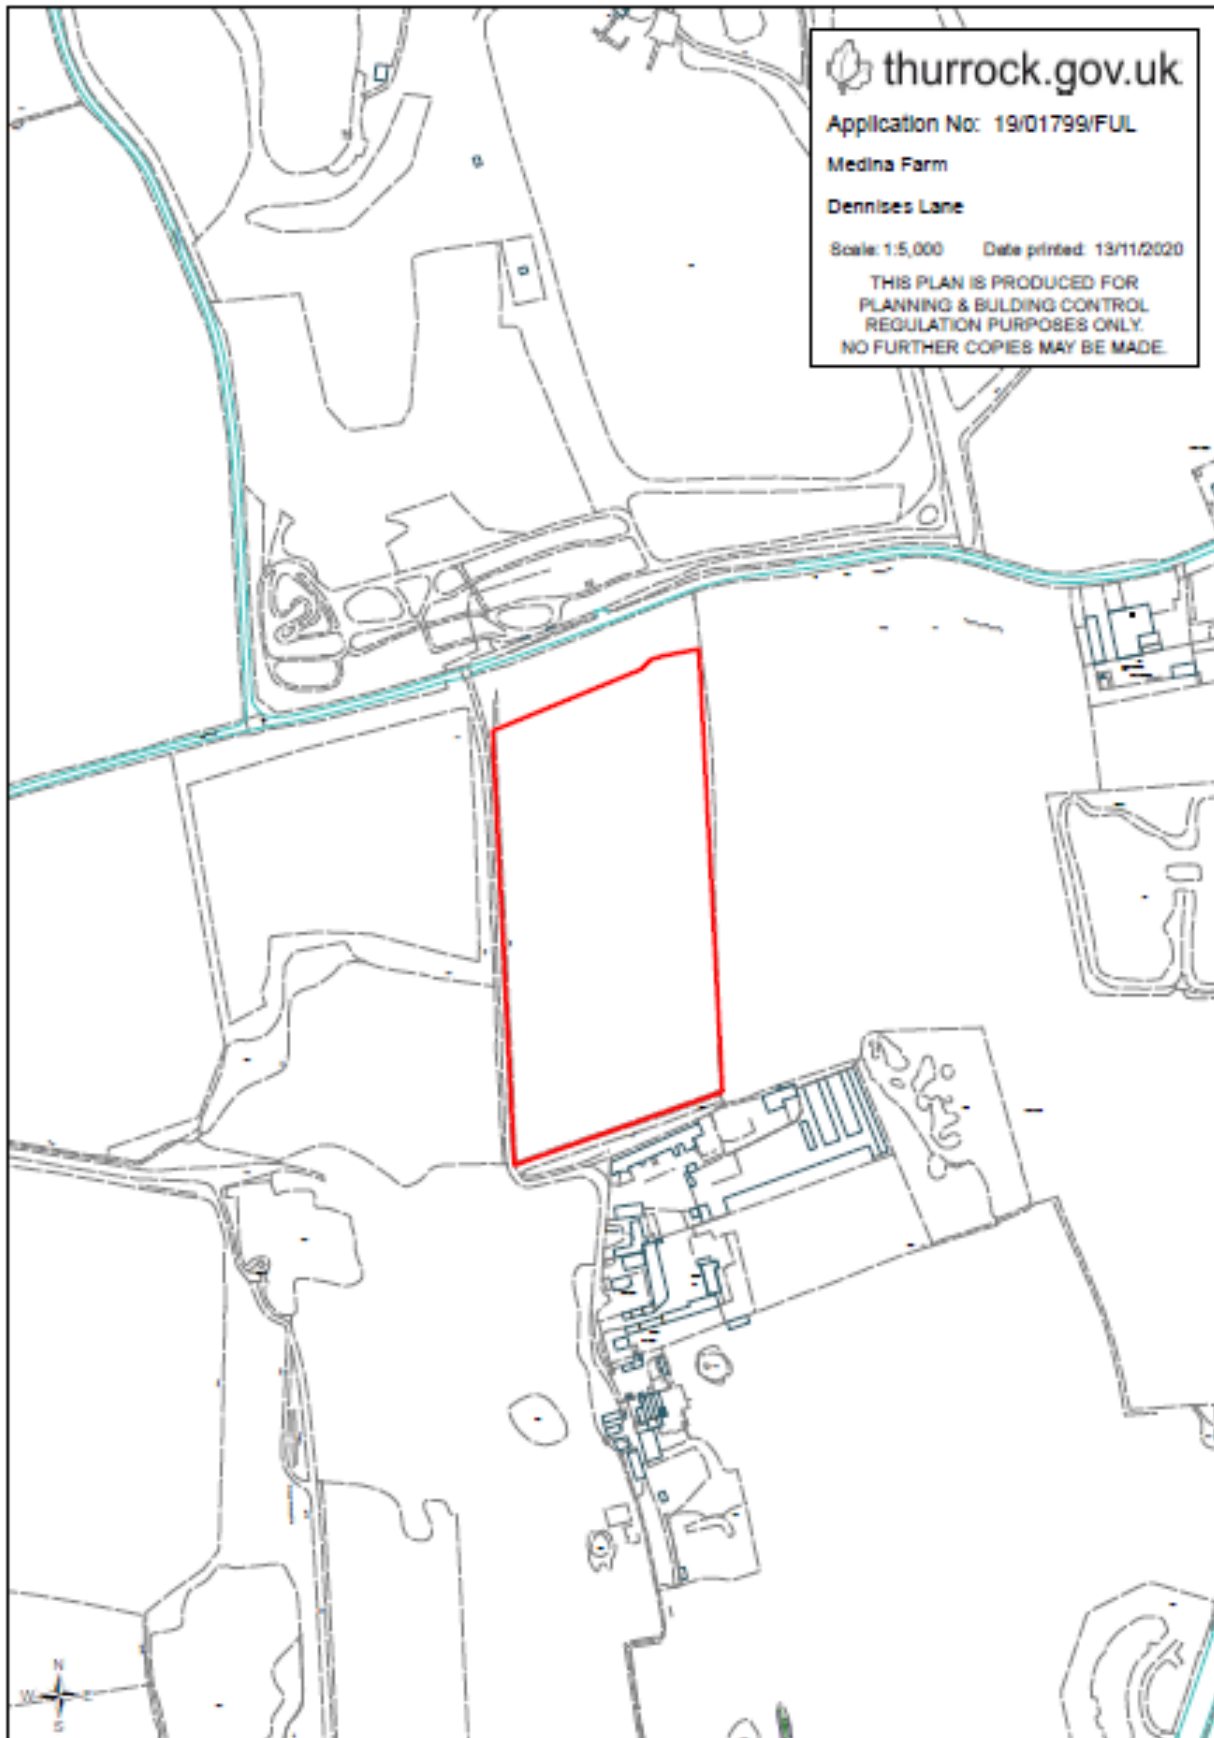 thurrock.gov.uk
Application No: 19/01799/FUL
Medina Farm
Dennises Lane
Scale: 1:5,000 Date printed: 13/11/2020
THIS PLAN IS PRODUCED FOR
PLANNING & BULDING CONTROL
REGULATION PURPOSES ONLY.
NO FURTHER COPIES MAY BE MADE.
N
W E
S